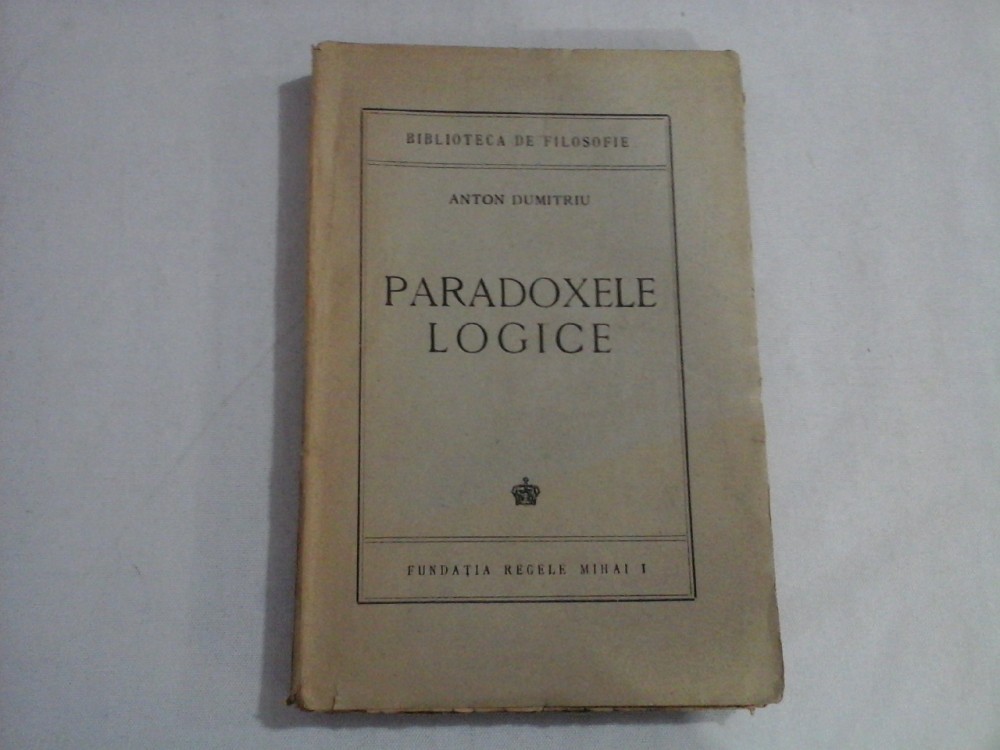 BIBLIOTECA DE FILOSOFIE
ANTON DUMITRIU
PARADOXELE
LOGICE
FUNDAȚIA REGELE MIHAI I